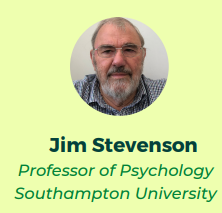 Jim Stevenson
Professor of Psychology
Southampton University